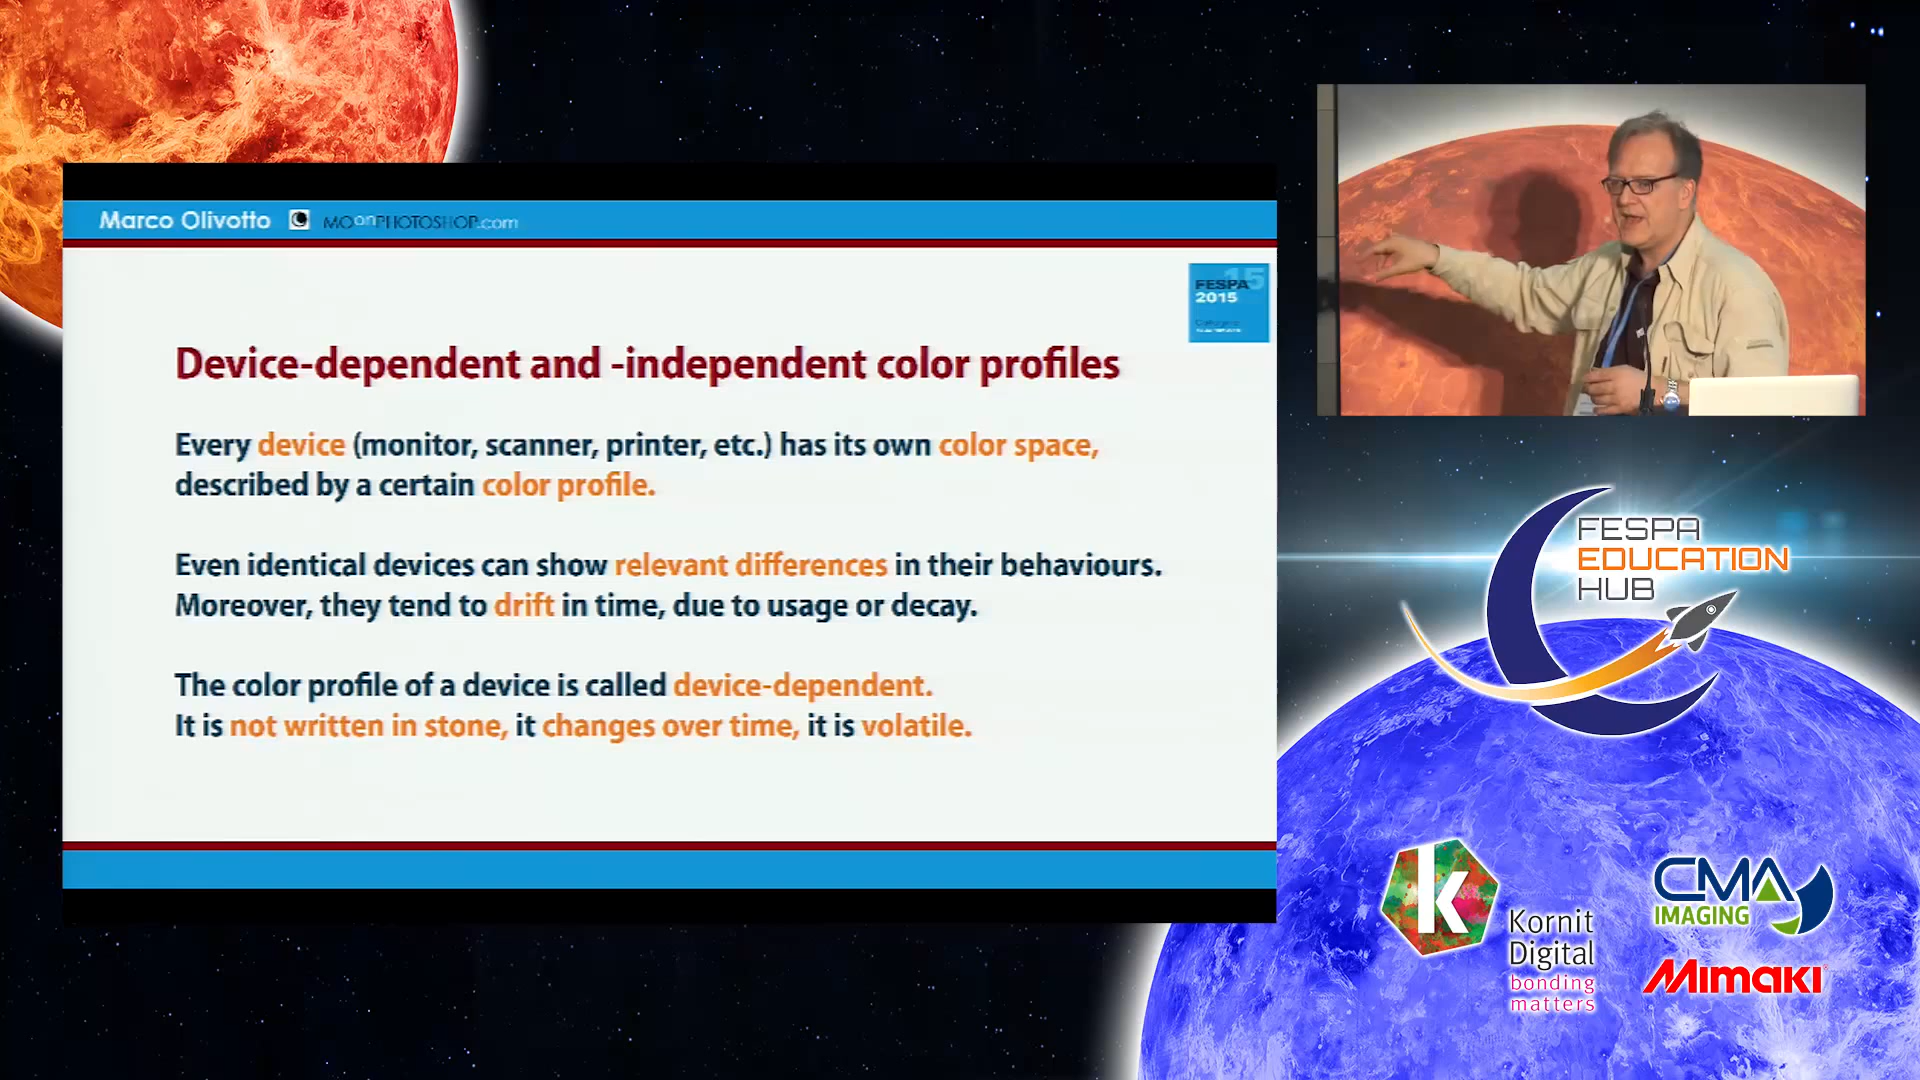 Marco Olivotto
MOonPHOTOSHOP.com
15
FESPA
2015
Device-dependent and -independent color profiles
Every device (monitor, scanner, printer, etc.) has its own color space,
described by a certain color profile.
Even identical devices can show relevant differences in their behaviours.
Moreover, they tend to drift in time, due to usage or decay.
The color profile of a device is called device-dependent.
It is not written in stone, it changes over time, it is volatile.
FESPA
EDUCATION
HUB
K
Kornit
Digital
bonding
matters
CMA
IMAGING
Mimaki